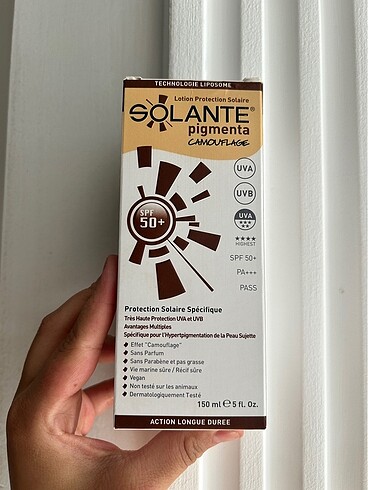 TECHNOLOGIE LIPOSOME
Lotion Protection Solaire
SOLANTE®
pigmenta
CAMOUFLAGE
UVA
UVB
UVA
★★★
★★
★★★★
HIGHEST
SPF
50+
SPF 50+
PA+++
PASS
Protection Solaire Spécifique
Très Haute Protection UVA et UVB
Avantages Multiples
Spécifique pour l'Hypertpigmentation de la Peau Sujette
Effet "Camouflage"
Sans Parfum
Sans Parabène et pas grasse
Vie marine sûre / Récif sûre
Vegan
Non testé sur les animaux
Dermatologiquement Testé
150 ml ℮ 5 fl. Oz.
ACTION LONGUE DUREE